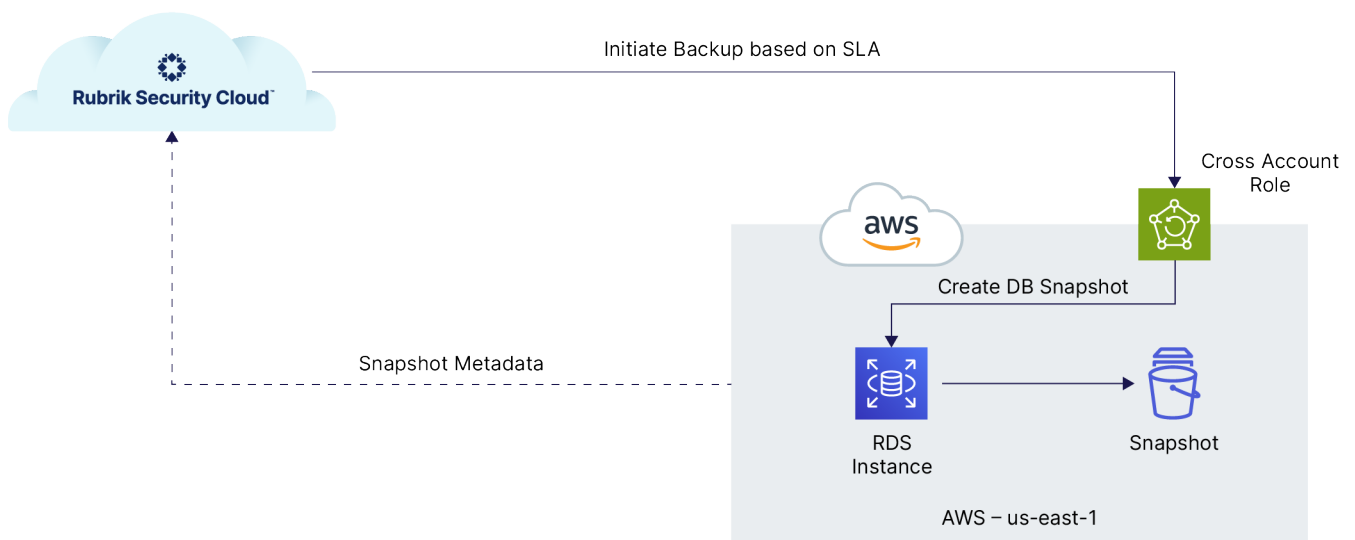 Initiate Backup based on SLA
Rubrik Security Cloud™
Cross Account
Role
aws
Create DB Snapshot
Snapshot Metadata
RDS
Instance
Snapshot
AWS – us-east-1